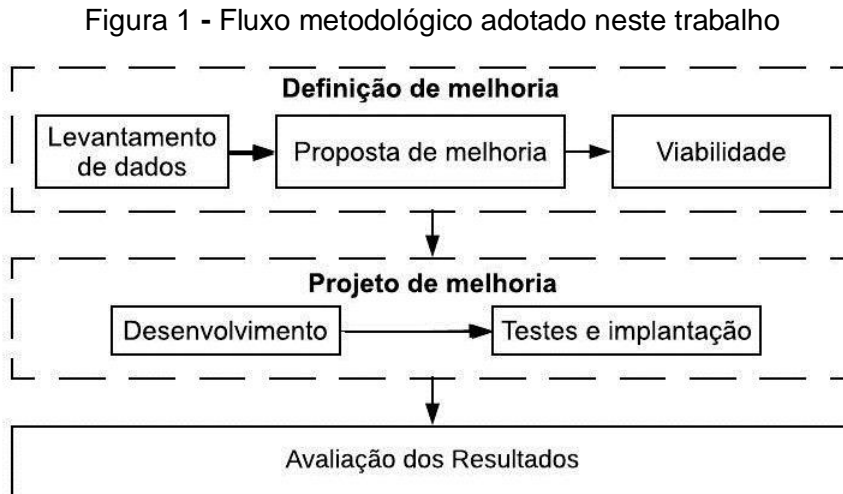 Figura 1 - Fluxo metodológico adotado neste trabalho
Definição de melhoria
Levantamento
de dados
Proposta de melhoria
Viabilidade
Projeto de melhoria
Desenvolvimento
Testes e implantação
Avaliação dos Resultados